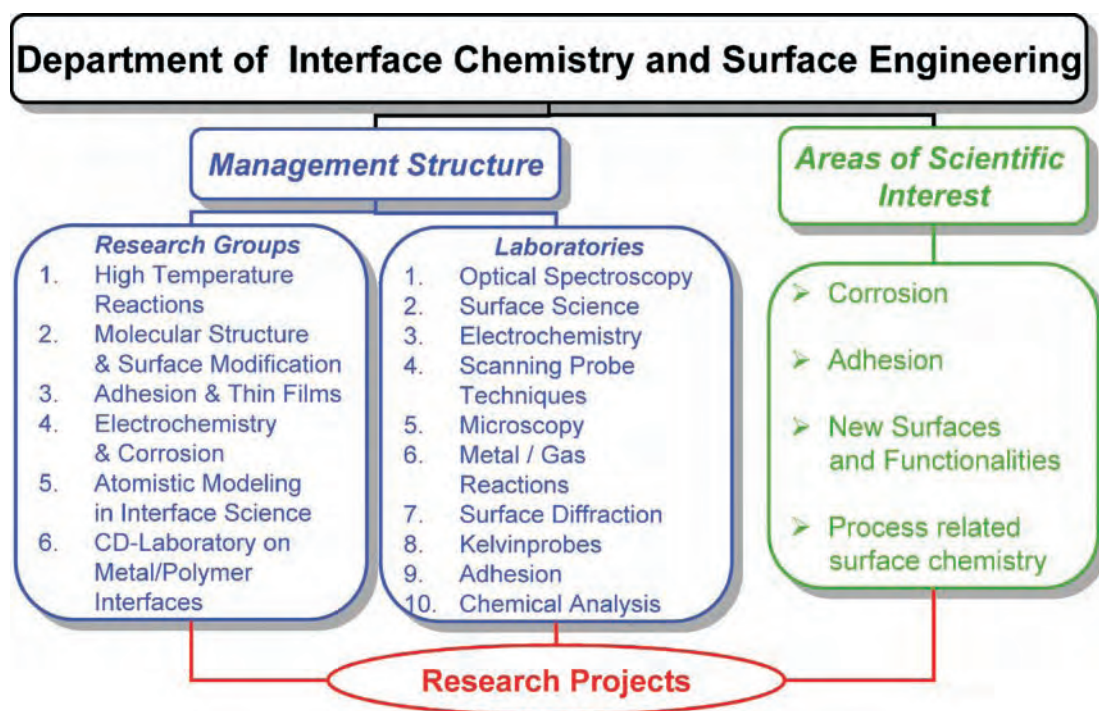 Department of Interface Chemistry and Surface Engineering
Management Structure
Areas of Scientific
Interest
Research Groups
1. High Temperature
Reactions
2. Molecular Structure
& Surface Modification
3. Adhesion & Thin Films
4. Electrochemistry
& Corrosion
5. Atomistic Modeling
in Interface Science
6. CD-Laboratory on
Metal/Polymer
Interfaces
Laboratories
1. Optical Spectroscopy
2. Surface Science
3. Electrochemistry
4. Scanning Probe
Techniques
5. Microscopy
6. Metal / Gas
Reactions
7. Surface Diffraction
8. Kelvinprobes
9. Adhesion
10. Chemical Analysis
➢ Corrosion
➢ Adhesion
➢ New Surfaces
and Functionalities
➢ Process related
surface chemistry
Research Projects